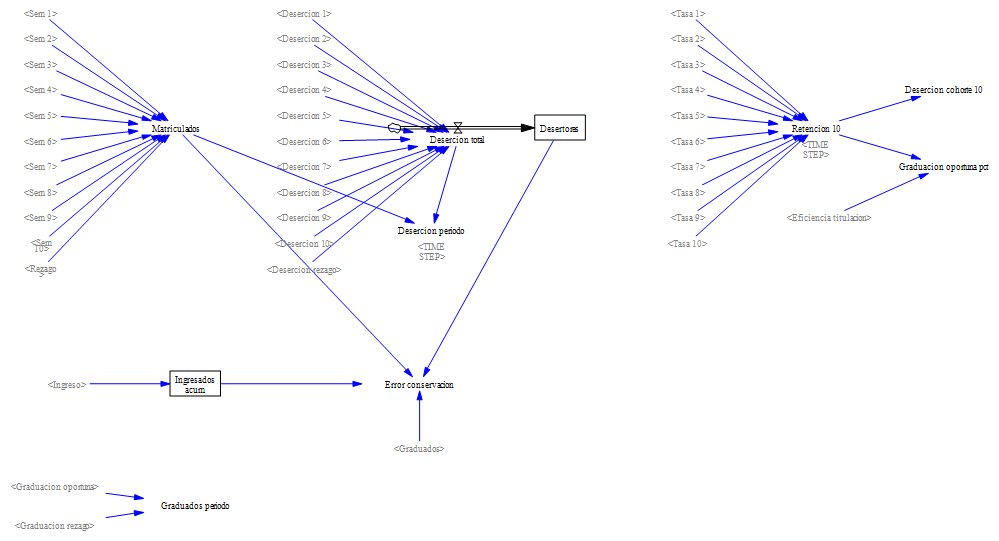 <Sem 1>
<Sem 2>
<Sem 3>
<Sem 4>
<Sem 5>
<Sem 6>
<Sem 7>
<Sem 8>
<Sem 9>
<Sem
10>
<Rezago
>
Matriculados
<Desercion 1>
<Desercion 2>
<Desercion 3>
<Desercion 4>
<Desercion 5>
<Desercion 6>
<Desercion 7>
<Desercion 8>
<Desercion 9>
<Desercion 10>
<Desercion rezago>
Desercion total
Desertores
Desercion periodo
<TIME
STEP>
<Tasa 1>
<Tasa 2>
<Tasa 3>
<Tasa 4>
<Tasa 5>
<Tasa 6>
<Tasa 7>
<Tasa 8>
<Tasa 9>
<Tasa 10>
Retencion 10
<TIME
STEP>
Desercion cohorte 10
Graduacion oportuna pct
<Eficiencia titulacion>
<Ingreso>
Ingresados
acum
Error conservacion
<Graduados>
<Graduacion oportuna>
<Graduacion rezago>
Graduados periodo